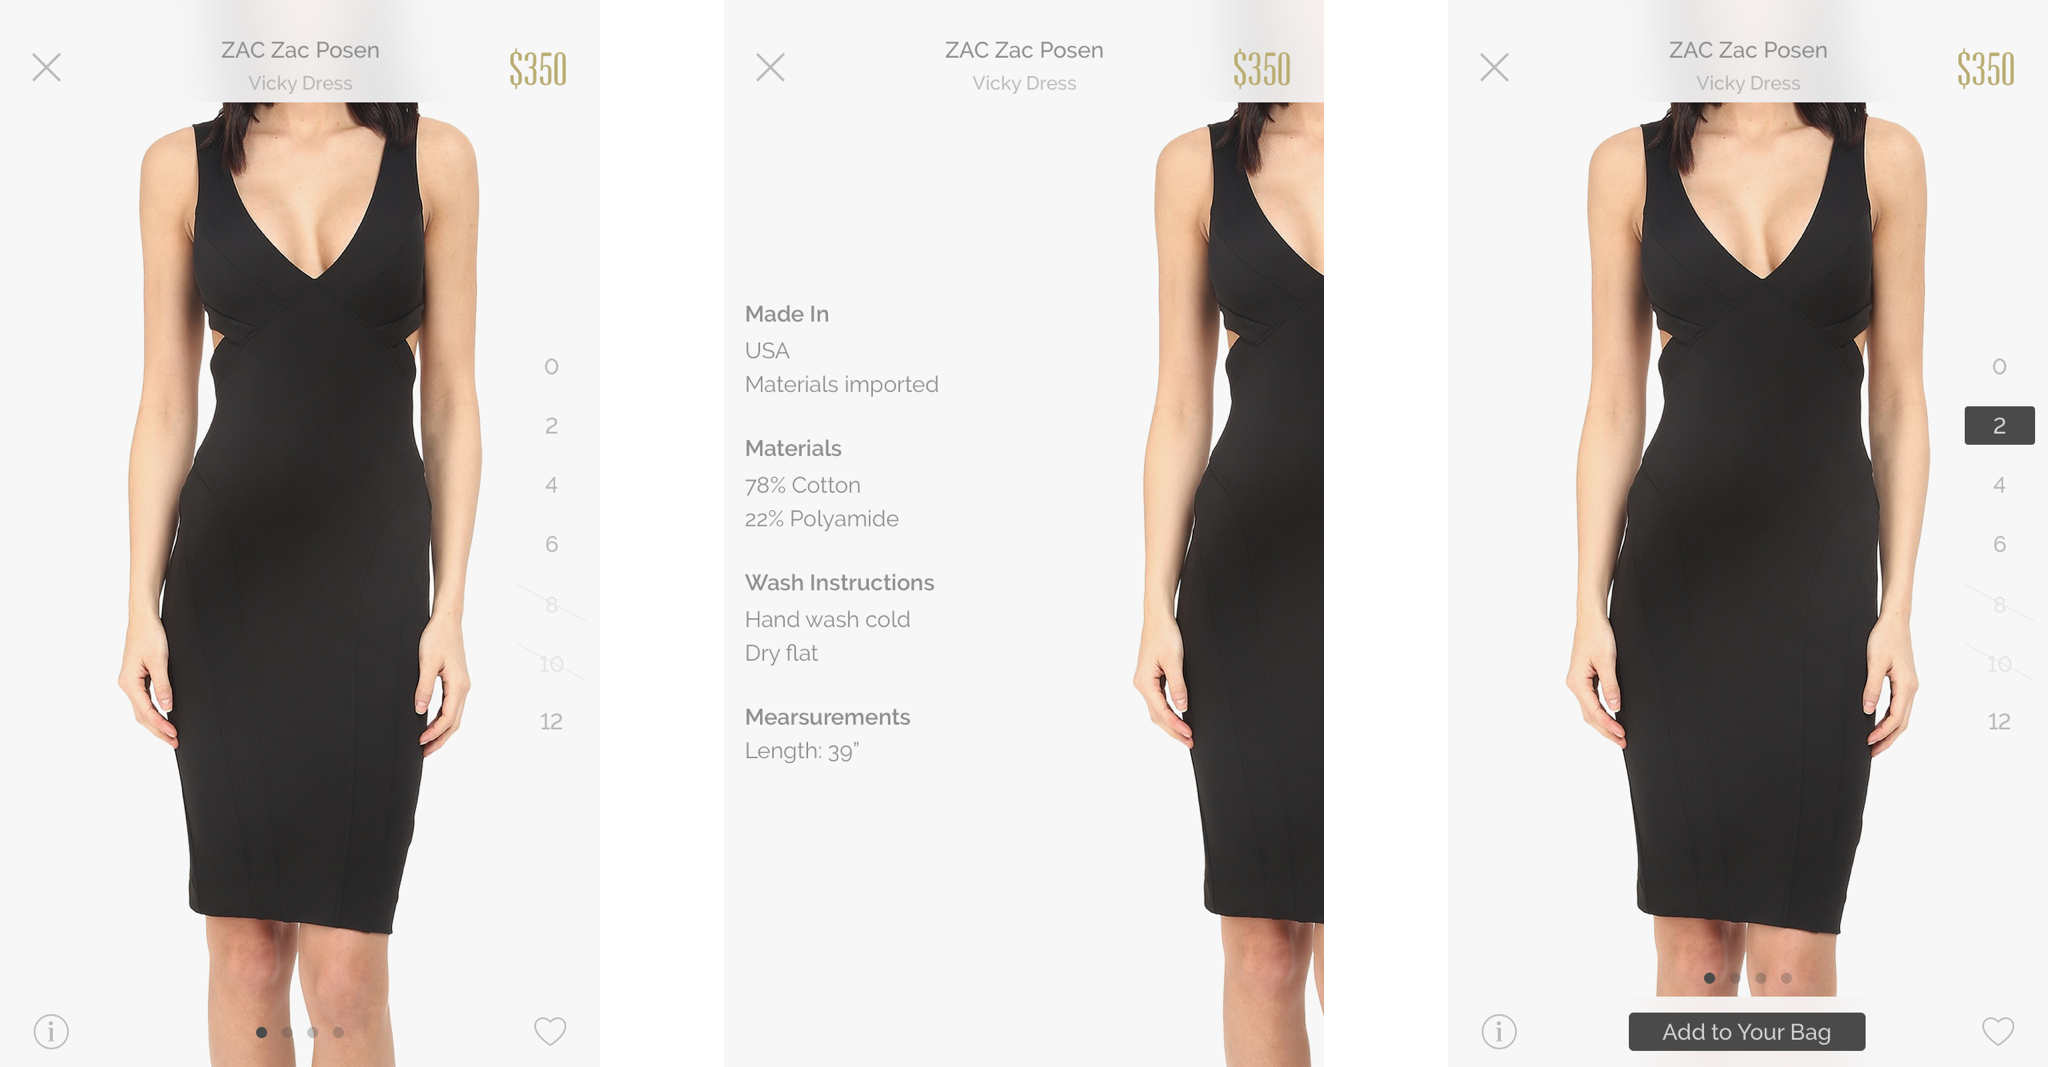 ZAC Zac Posen
Vicky Dress
$350
0
2
4
6
8
10
12
i
ZAC Zac Posen
Vicky Dress
$350
Made In
USA
Materials imported
Materials
78% Cotton
22% Polyamide
Wash Instructions
Hand wash cold
Dry flat
Mearsurements
Length: 39”
ZAC Zac Posen
Vicky Dress
$350
0
2
4
6
8
10
12
i
Add to Your Bag